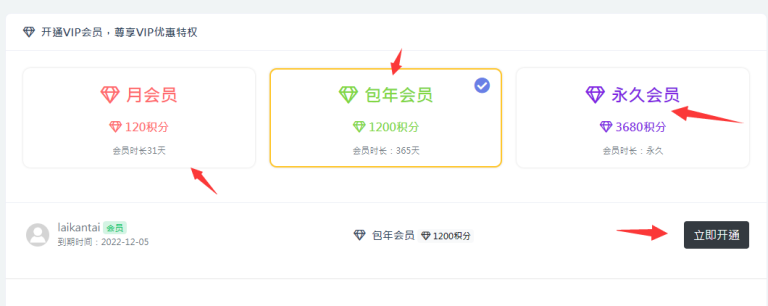 开通VIP会员，尊享VIP优惠特权
月会员
120积分
会员时长31天
包年会员
1200积分
会员时长：365天
永久会员
3680积分
会员时长：永久
laikantai 会员
到期时间：2022-12-05
包年会员 1200积分
立即开通